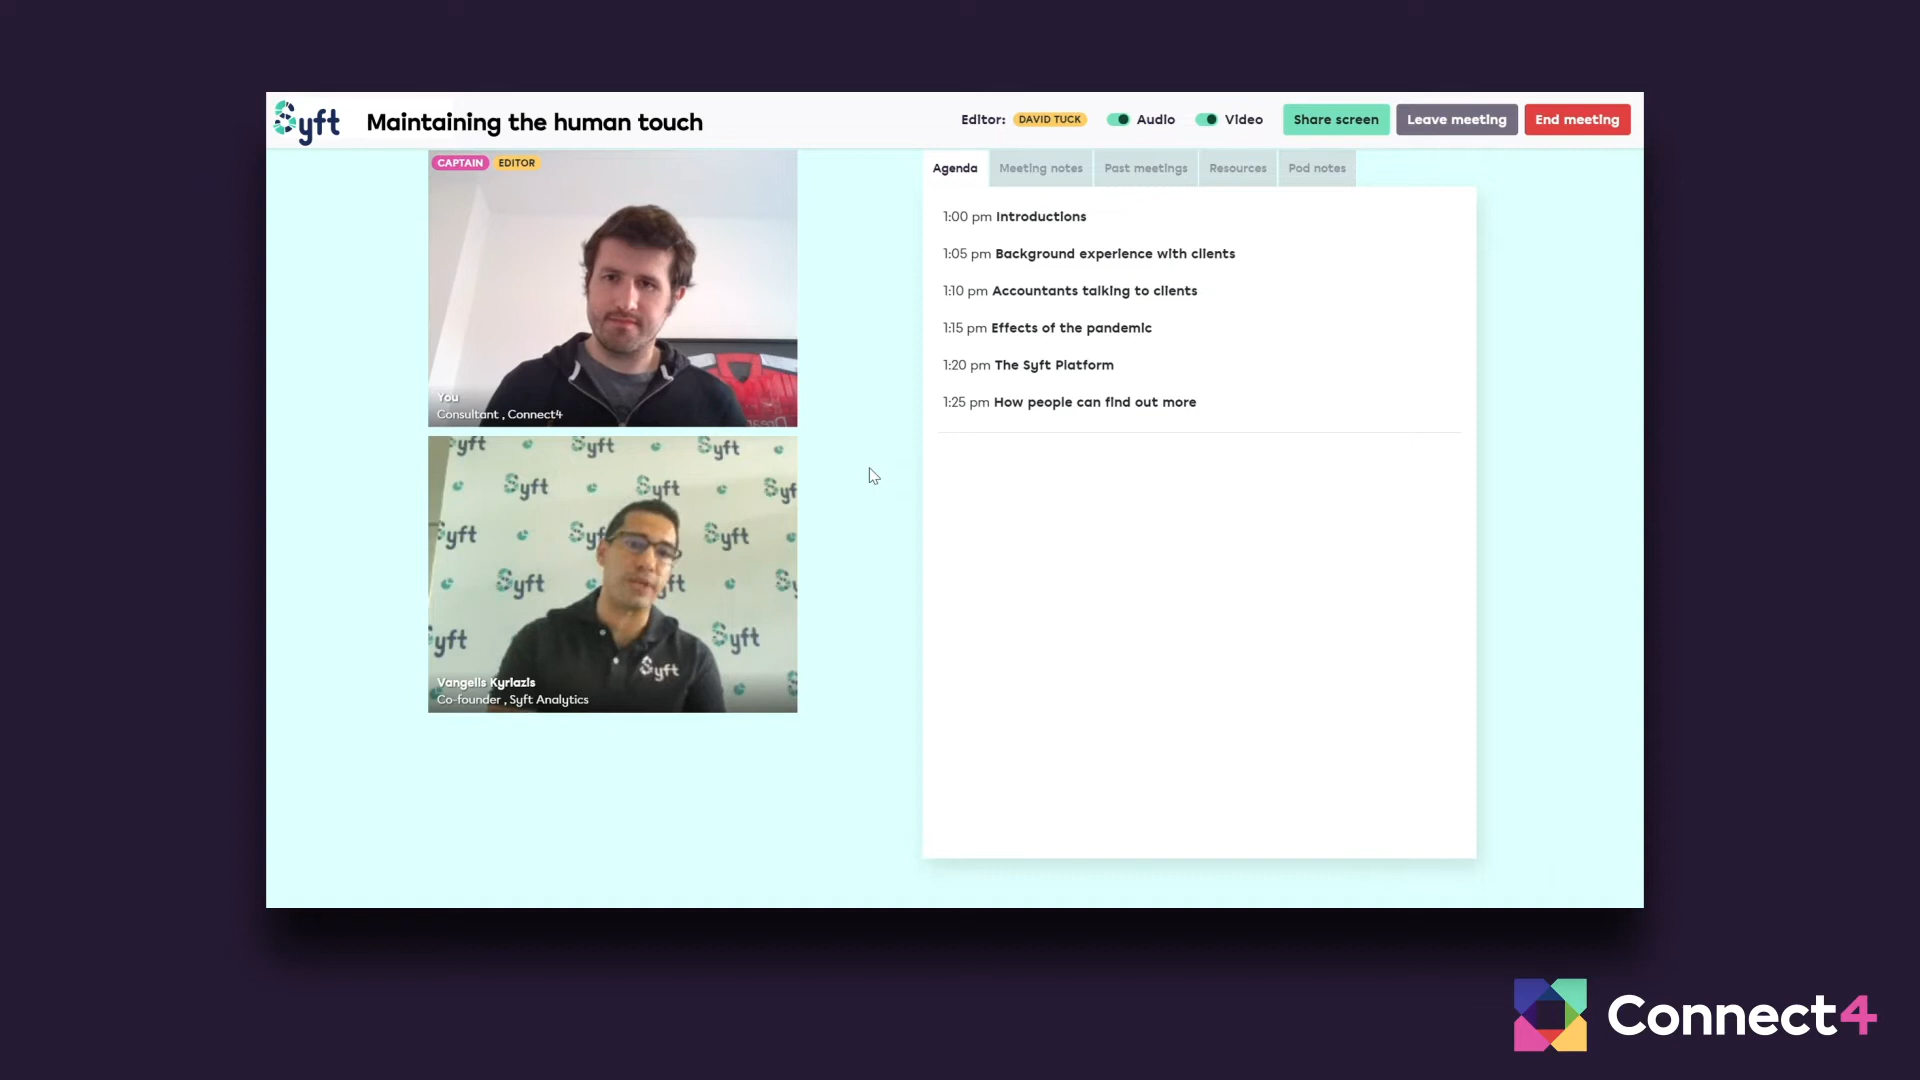 Syft
Maintaining the human touch
Editor: DAVID TUCK Audio Video Share screen Leave meeting End meeting
CAPTAIN EDITOR
You
Consultant , Connect4
Syft Syft Syft
Syft Syft Syft
Syft Syft Syft
Syft
Syft Syft
Syft
Vangelis Kyriazis
Co-founder , Syft Analytics
Agenda Meeting notes Past meetings Resources Pod notes
1:00 pm Introductions
1:05 pm Background experience with clients
1:10 pm Accountants talking to clients
1:15 pm Effects of the pandemic
1:20 pm The Syft Platform
1:25 pm How people can find out more
Connect4